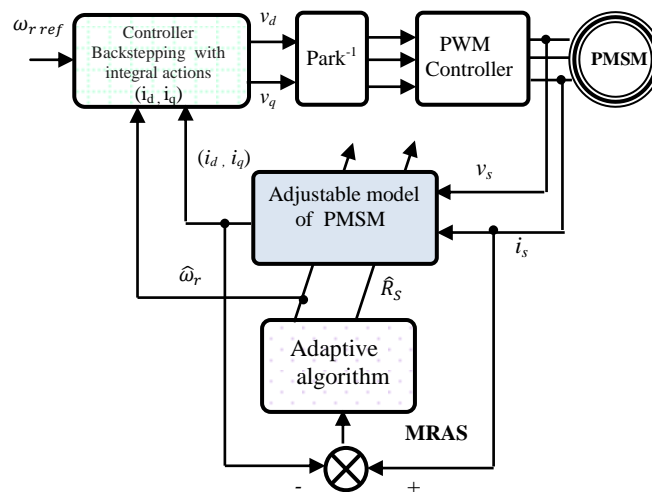 ω_r ref
Controller
Backstepping with
integral actions
(i_d, i_q)
v_d
v_q
Park⁻¹
PWM
Controller
PMSM
(i_d , i_q)
Adjustable model
of PMSM
v_s
i_s
ω̂_r
R̂_S
Adaptive
algorithm
MRAS
-
+